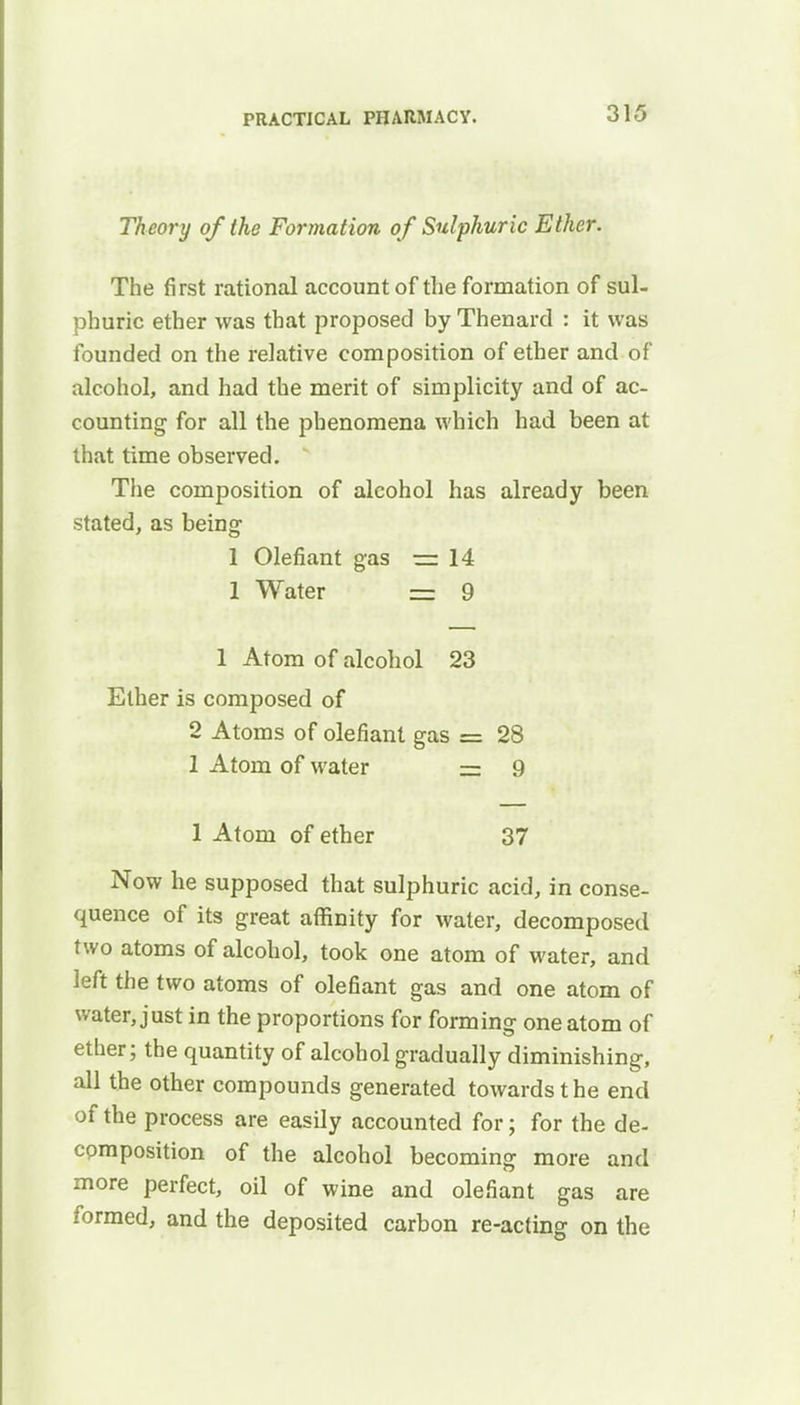 PRACTICAL PHARMACY. 315
Theory of the Formation of Sulphuric Ether.
The first rational account of the formation of sul-
phuric ether was that proposed by Thenard : it was
founded on the relative composition of ether and of
alcohol, and had the merit of simplicity and of ac-
counting for all the phenomena which had been at
that time observed.
The composition of alcohol has already been
stated, as being
1 Olefiant gas = 14
1 Water = 9
—
1 Atom of alcohol 23
Ether is composed of
2 Atoms of olefiant gas = 28
1 Atom of water = 9
—
1 Atom of ether 37
Now he supposed that sulphuric acid, in conse-
quence of its great affinity for water, decomposed
two atoms of alcohol, took one atom of water, and
left the two atoms of olefiant gas and one atom of
water, just in the proportions for forming one atom of
ether; the quantity of alcohol gradually diminishing,
all the other compounds generated towards the end
of the process are easily accounted for; for the de-
composition of the alcohol becoming more and
more perfect, oil of wine and olefiant gas are
formed, and the deposited carbon re-acting on the